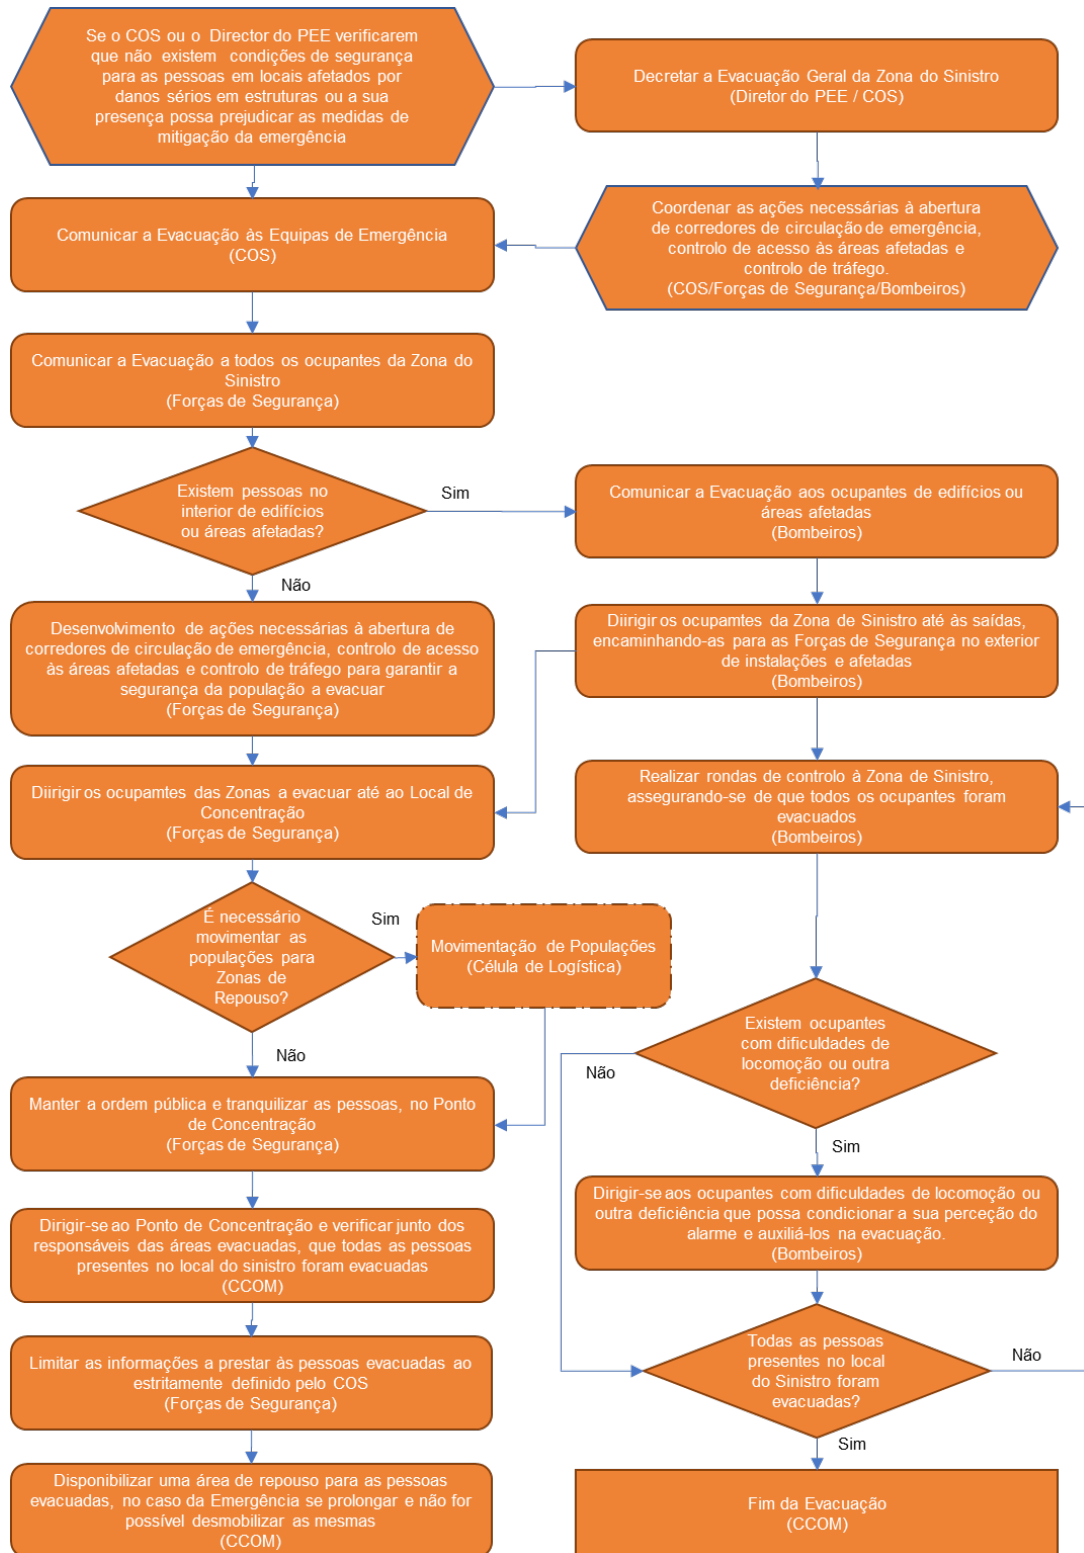 Se o COS ou o Director do PEE verificarem
que não existem condições de segurança
para as pessoas em locais afetados por
danos sérios em estruturas ou a sua
presença possa prejudicar as medidas de
mitigação da emergência
Decretar a Evacuação Geral da Zona do Sinistro
(Diretor do PEE / COS)
Coordenar as ações necessárias à abertura
de corredores de circulação de emergência,
controlo de acesso às áreas afetadas e
controlo de tráfego.
(COS/Forças de Segurança/Bombeiros)
Comunicar a Evacuação às Equipas de Emergência
(COS)
Comunicar a Evacuação a todos os ocupantes da Zona do
Sinistro
(Forças de Segurança)
Existem pessoas no
interior de edifícios
ou áreas afetadas?
Sim
Comunicar a Evacuação aos ocupantes de edifícios ou
áreas afetadas
(Bombeiros)
Não
Desenvolvimento de ações necessárias à abertura de
corredores de circulação de emergência, controlo de acesso
às áreas afetadas e controlo de tráfego para garantir a
segurança da população a evacuar
(Forças de Segurança)
Diirigir os ocupamtes da Zona de Sinistro até às saídas,
encaminhando-as para as Forças de Segurança no exterior
de instalações e afetadas
(Bombeiros)
Diirigir os ocupamtes das Zonas a evacuar até ao Local de
Concentração
(Forças de Segurança)
Realizar rondas de controlo à Zona de Sinistro,
assegurando-se de que todos os ocupantes foram
evacuados
(Bombeiros)
É necessário
movimentar as
populações para
Zonas de
Repouso?
Sim
Movimentação de Populações
(Célula de Logística)
Não
Existem ocupantes
com dificuldades de
locomoção ou outra
deficiência?
Não
Sim
Manter a ordem pública e tranquilizar as pessoas, no Ponto
de Concentração
(Forças de Segurança)
Dirigir-se aos ocupantes com dificuldades de locomoção ou
outra deficiência que possa condicionar a sua perceção do
alarme e auxiliá-los na evacuação.
(Bombeiros)
Dirigir-se ao Ponto de Concentração e verificar junto dos
responsáveis das áreas evacuadas, que todas as pessoas
presentes no local do sinistro foram evacuadas
(CCOM)
Todas as pessoas
presentes no local
do Sinistro foram
evacuadas?
Não
Sim
Limitar as informações a prestar às pessoas evacuadas ao
estritamente definido pelo COS
(Forças de Segurança)
Disponibilizar uma área de repouso para as pessoas
evacuadas, no caso da Emergência se prolongar e não for
possível desmobilizar as mesmas
(CCOM)
Fim da Evacuação
(CCOM)